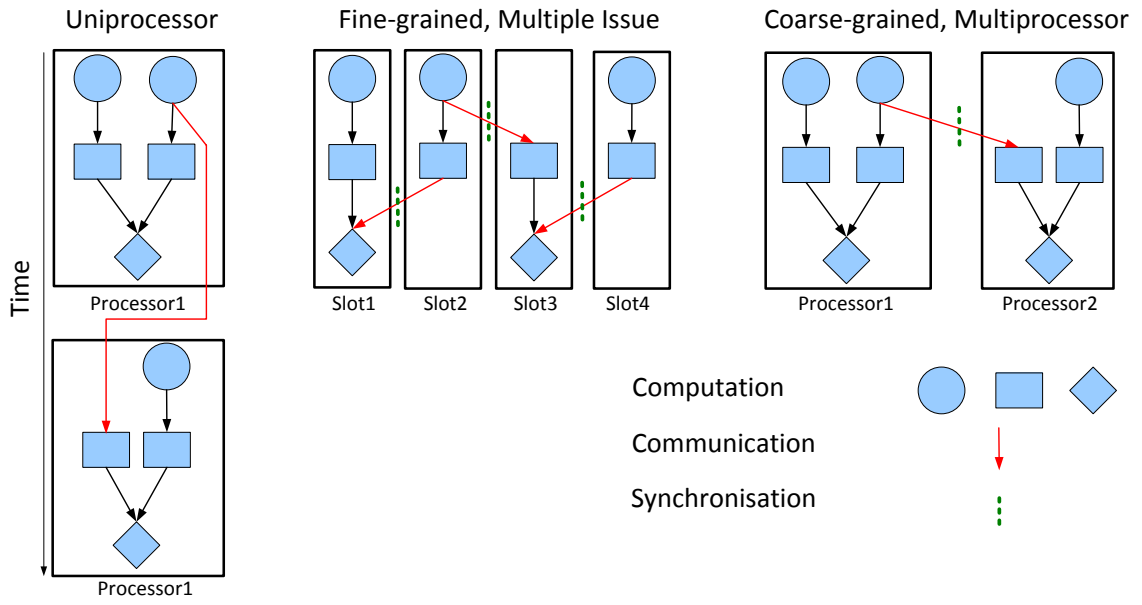 Uniprocessor
Fine-grained, Multiple Issue
Coarse-grained, Multiprocessor
Time
Processor1
Slot1
Slot2
Slot3
Slot4
Processor1
Processor2
Computation
Communication
Synchronisation
Processor1